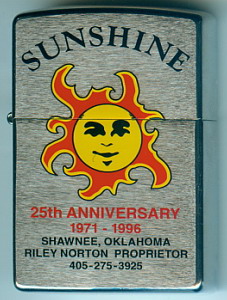 SUNSHINE
25th ANNIVERSARY
1971 - 1996
SHAWNEE, OKLAHOMA
RILEY NORTON PROPRIETOR
405-275-3925